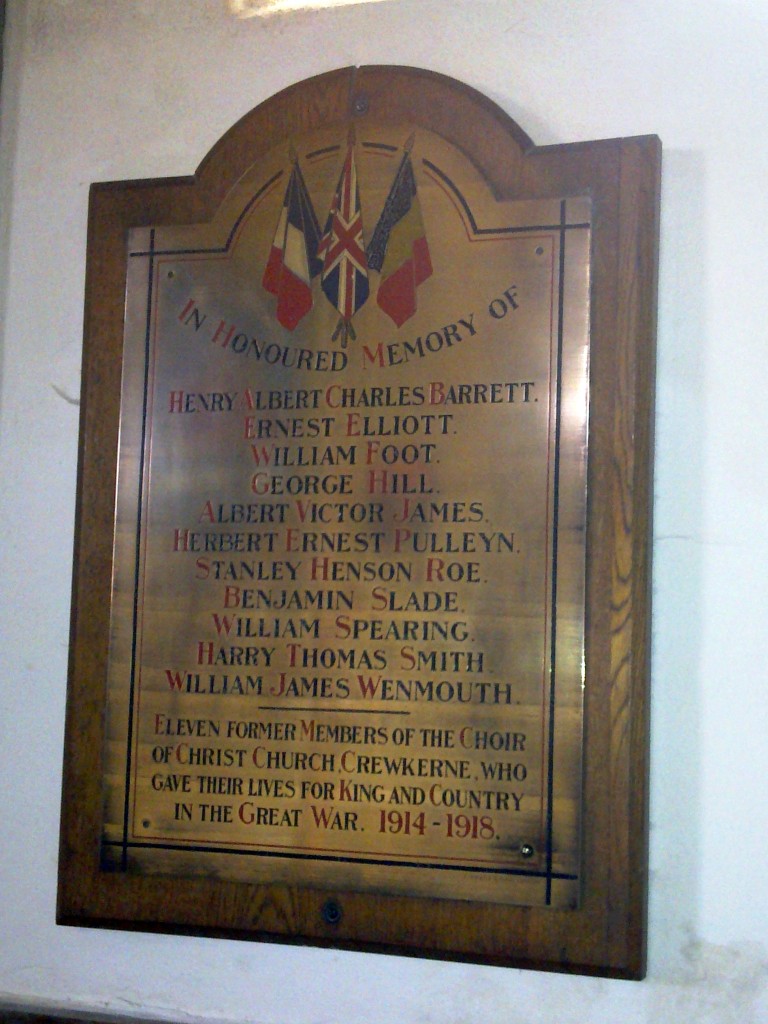 IN HONOURED MEMORY OF
HENRY ALBERT CHARLES BARRETT.
ERNEST ELLIOTT.
WILLIAM FOOT.
GEORGE HILL.
ALBERT VICTOR JAMES.
HERBERT ERNEST PULLEYN.
STANLEY HENSON ROE.
BENJAMIN SLADE.
WILLIAM SPEARING.
HARRY THOMAS SMITH.
WILLIAM JAMES WENMOUTH.
ELEVEN FORMER MEMBERS OF THE CHOIR
OF CHRIST CHURCH, CREWKERNE, WHO
GAVE THEIR LIVES FOR KING AND COUNTRY
IN THE GREAT WAR. 1914-1918.